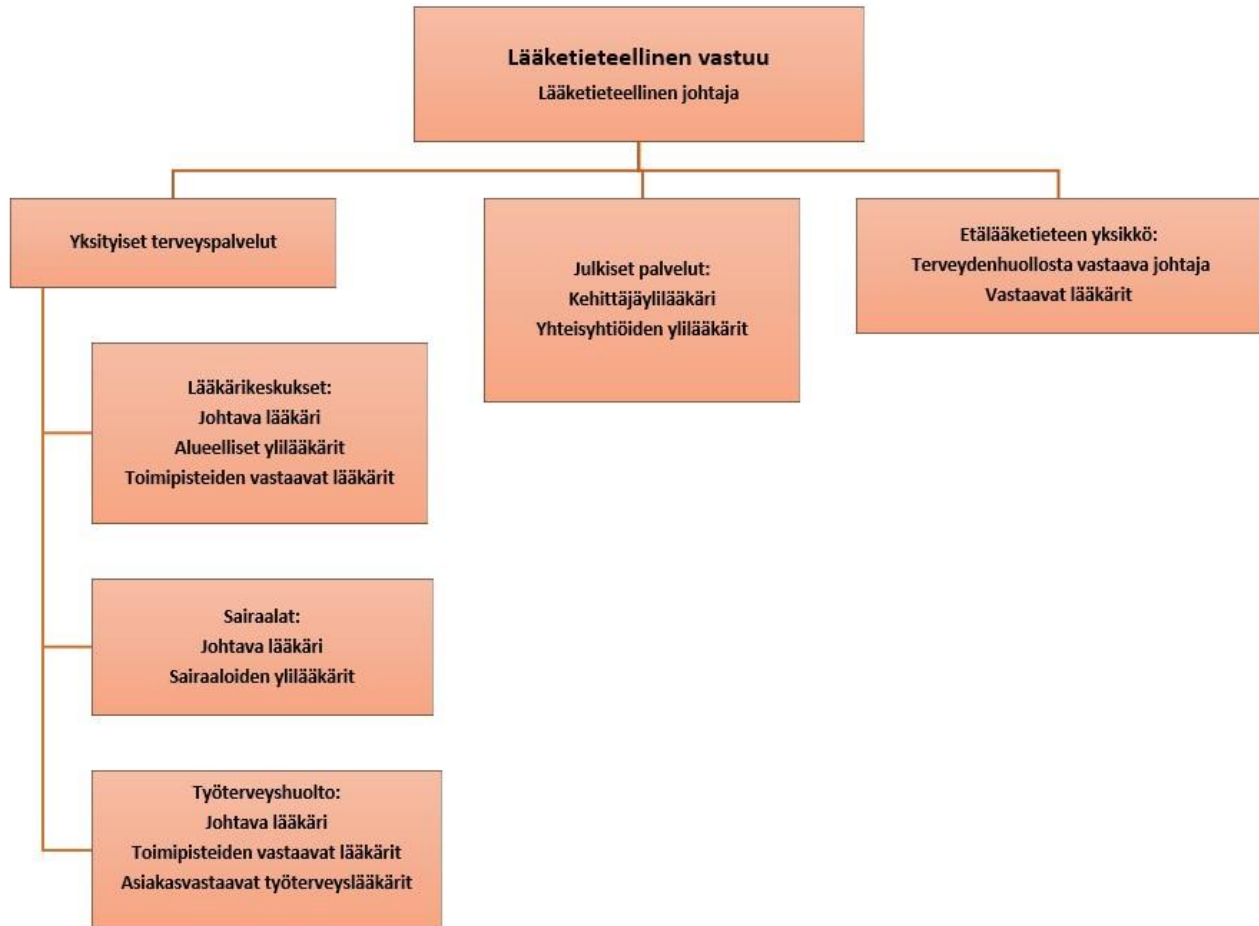 Lääketieteellinen vastuu
Lääketieteellinen johtaja
Yksityiset terveyspalvelut
Lääkärikeskukset:
Johtava lääkäri
Alueelliset ylilääkärit
Toimipisteiden vastaavat lääkärit
Sairaalat:
Johtava lääkäri
Sairaaloiden ylilääkärit
Työterveyshuolto:
Johtava lääkäri
Toimipisteiden vastaavat lääkärit
Asiakasvastaavat työterveyslääkärit
Julkiset palvelut:
Kehittäjäylilääkäri
Yhteisyhtiöiden ylilääkärit
Etälääketieteen yksikkö:
Terveydenhuollosta vastaava johtaja
Vastaavat lääkärit